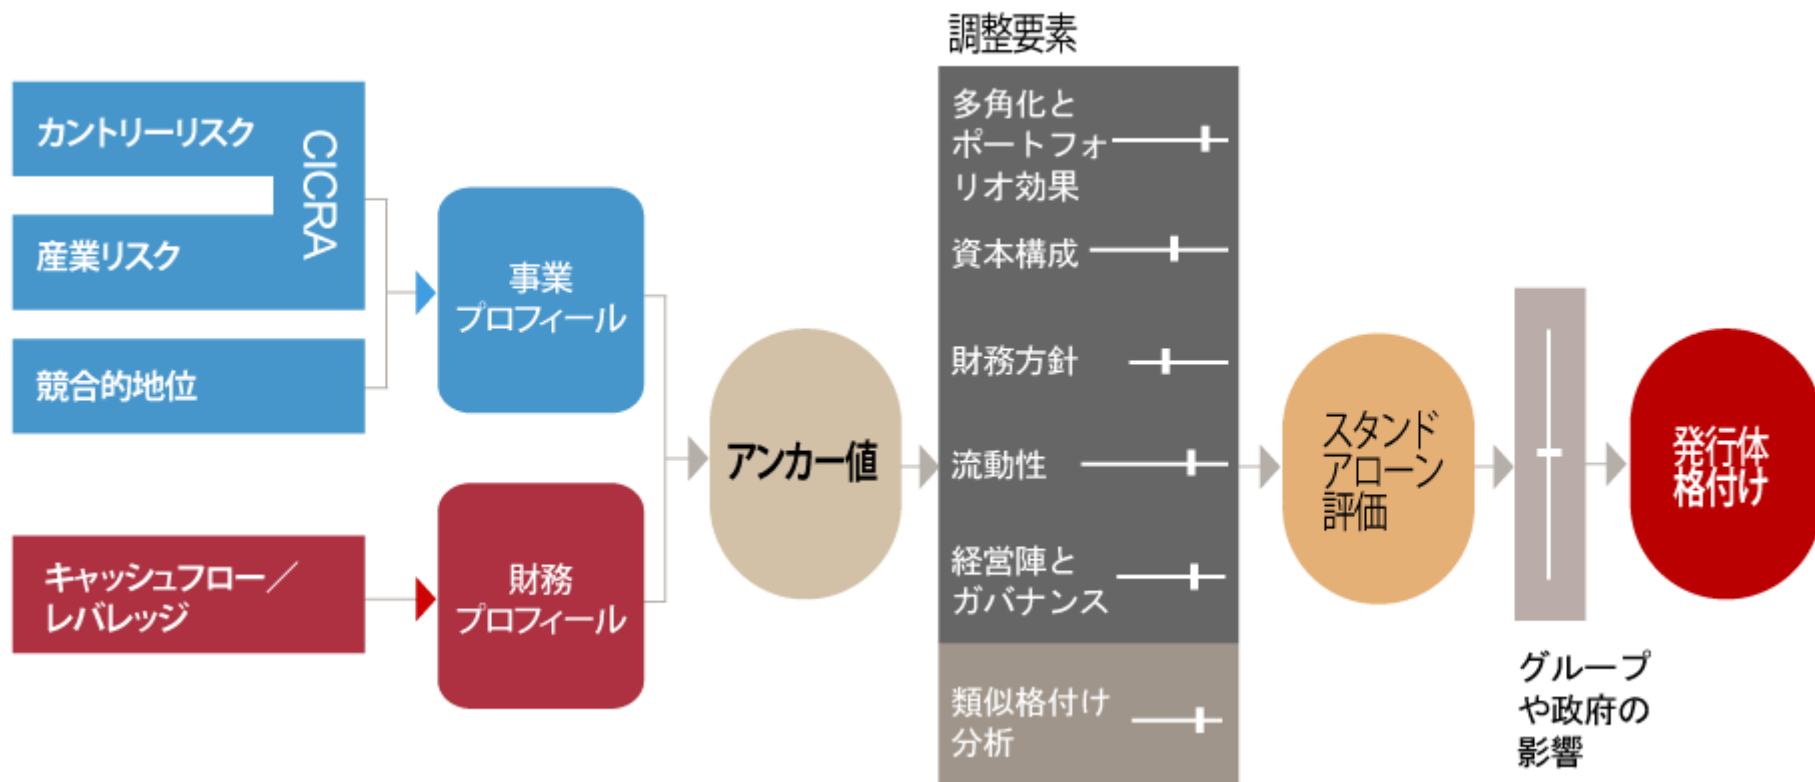 調整要素
カントリーリスク
CICRA
産業リスク
競合的地位
事業
プロフィール
キャッシュフロー／
レバレッジ
財務
プロフィール
アンカー値
多角化と
ポートフォ
リオ効果
資本構成
財務方針
流動性
経営陣と
ガバナンス
類似格付け
分析
スタンド
アローン
評価
グループ
や政府の
影響
発行体
格付け